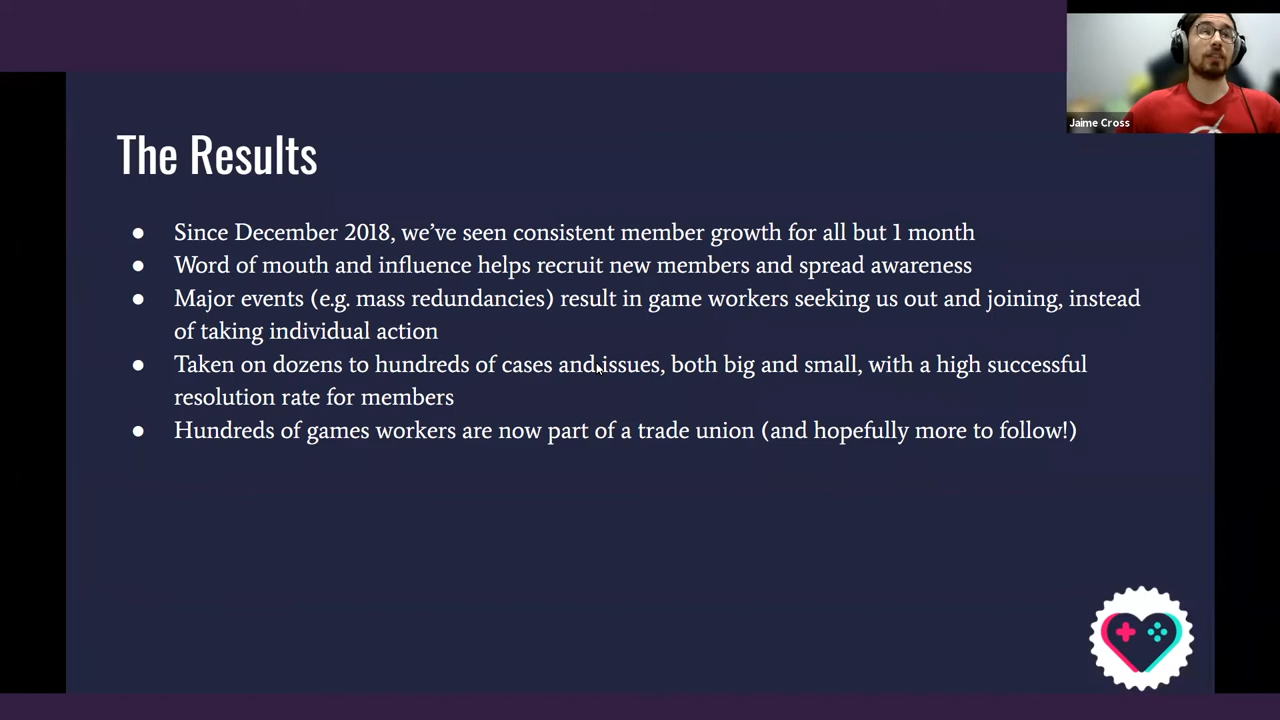 Jaime Cross
The Results
● Since December 2018, we’ve seen consistent member growth for all but 1 month
● Word of mouth and influence helps recruit new members and spread awareness
● Major events (e.g. mass redundancies) result in game workers seeking us out and joining, instead
of taking individual action
● Taken on dozens to hundreds of cases and issues, both big and small, with a high successful
resolution rate for members
● Hundreds of games workers are now part of a trade union (and hopefully more to follow!)